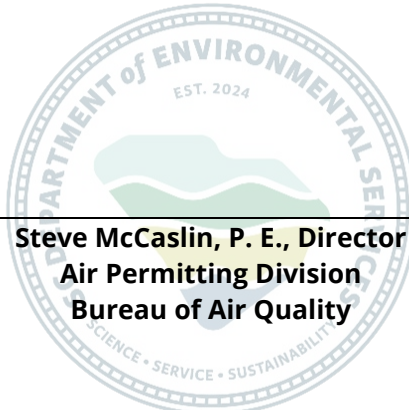 SC DEPARTMENT of ENVIRONMENTAL SERVICES
EST. 2024
Steve McCaslin, P. E., Director
Air Permitting Division
Bureau of Air Quality
SCIENCE • SERVICE • SUSTAINABILITY